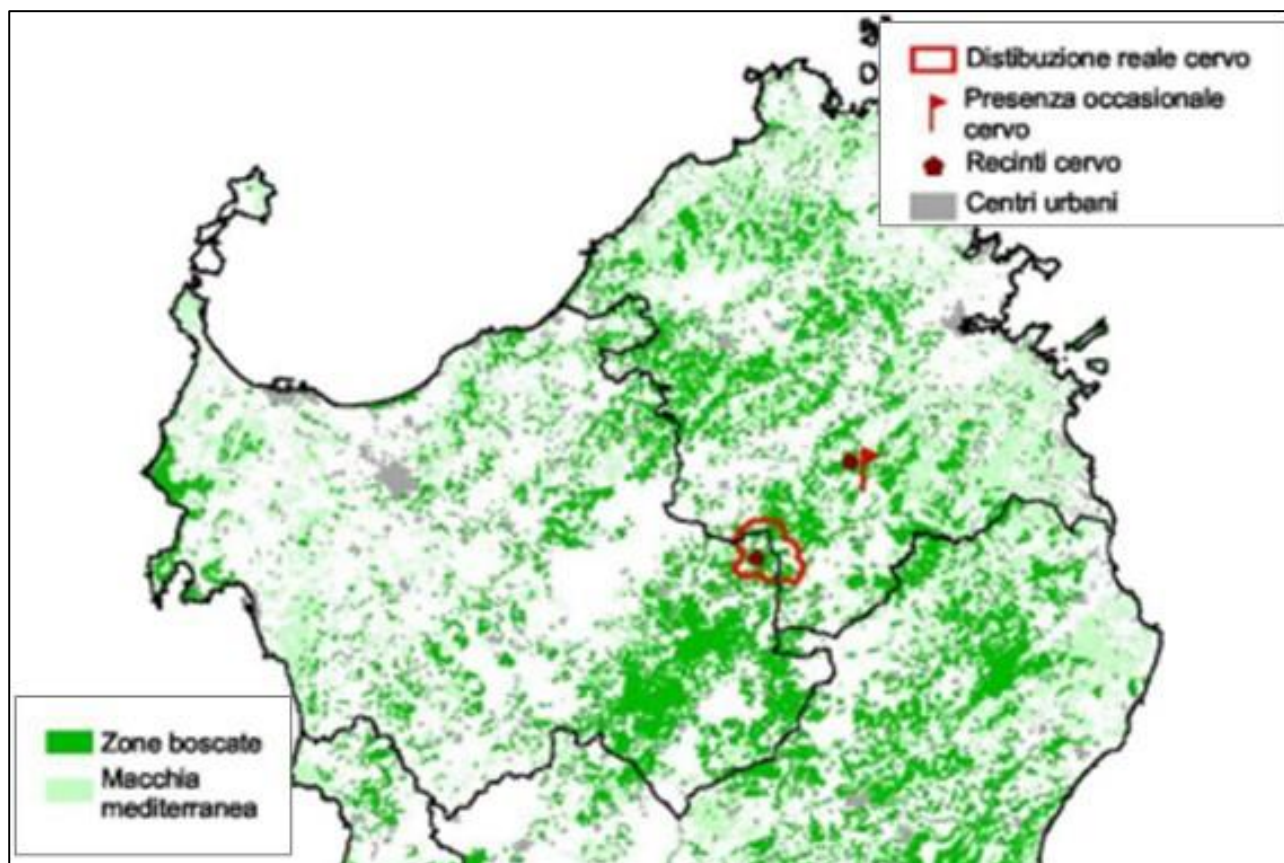 Distibuzione reale cervo
Presenza occasionale
cervo
Recinti cervo
Centri urbani
Zone boscate
Macchia
mediterranea